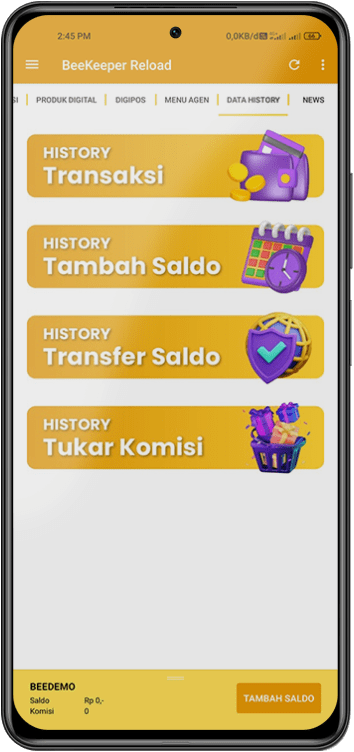 2:45 PM
0,0KB/d
66
BeeKeeper Reload
SI
PRODUK DIGITAL
DIGIPOS
MENU AGEN
DATA HISTORY
NEWS
HISTORY
Transaksi
HISTORY
Tambah Saldo
HISTORY
Transfer Saldo
HISTORY
Tukar Komisi
BEEDEMO
Saldo Rp 0,-
Komisi 0
TAMBAH SALDO